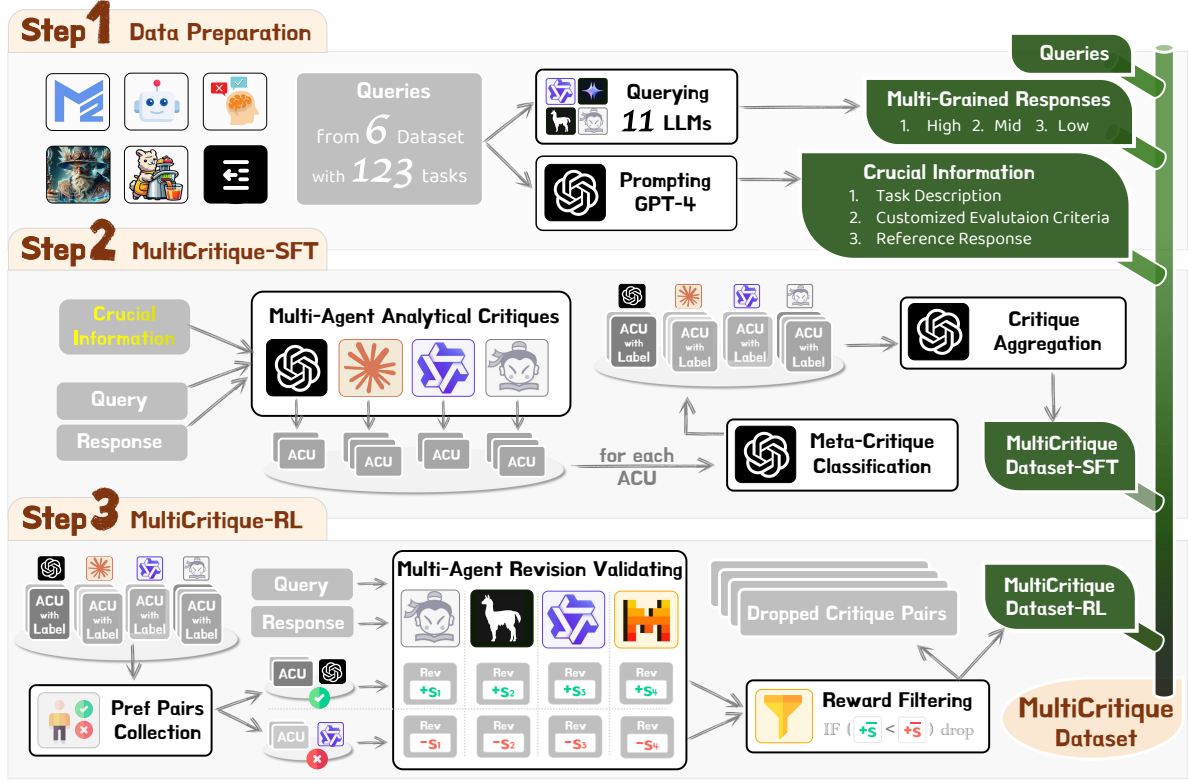 Step 1 Data Preparation
Queries
from 6 Dataset
with 123 tasks
Querying
11 LLMs
Prompting
GPT-4
Queries
Multi-Grained Responses
1. High 2. Mid 3. Low
Crucial Information
1. Task Description
2. Customized Evalutaion Criteria
3. Reference Response
Step 2 MultiCritique-SFT
Crucial
Information
Query
Response
Multi-Agent Analytical Critiques
ACU
ACU
ACU
ACU
for each
ACU
Meta-Critique
Classification
ACU
with
Label
ACU
with
Label
ACU
with
Label
ACU
with
Label
Critique
Aggregation
MultiCritique
Dataset-SFT
Step 3 MultiCritique-RL
ACU
with
Label
ACU
with
Label
ACU
with
Label
ACU
with
Label
Pref Pairs
Collection
Query
Response
ACU
ACU
Multi-Agent Revision Validating
Rev
+S1
Rev
+S2
Rev
+S3
Rev
+S4
Rev
-S1
Rev
-S2
Rev
-S3
Rev
-S4
Dropped Critique Pairs
Reward Filtering
IF ( +S̄ < +S̄ ) drop
MultiCritique
Dataset-RL
MultiCritique
Dataset